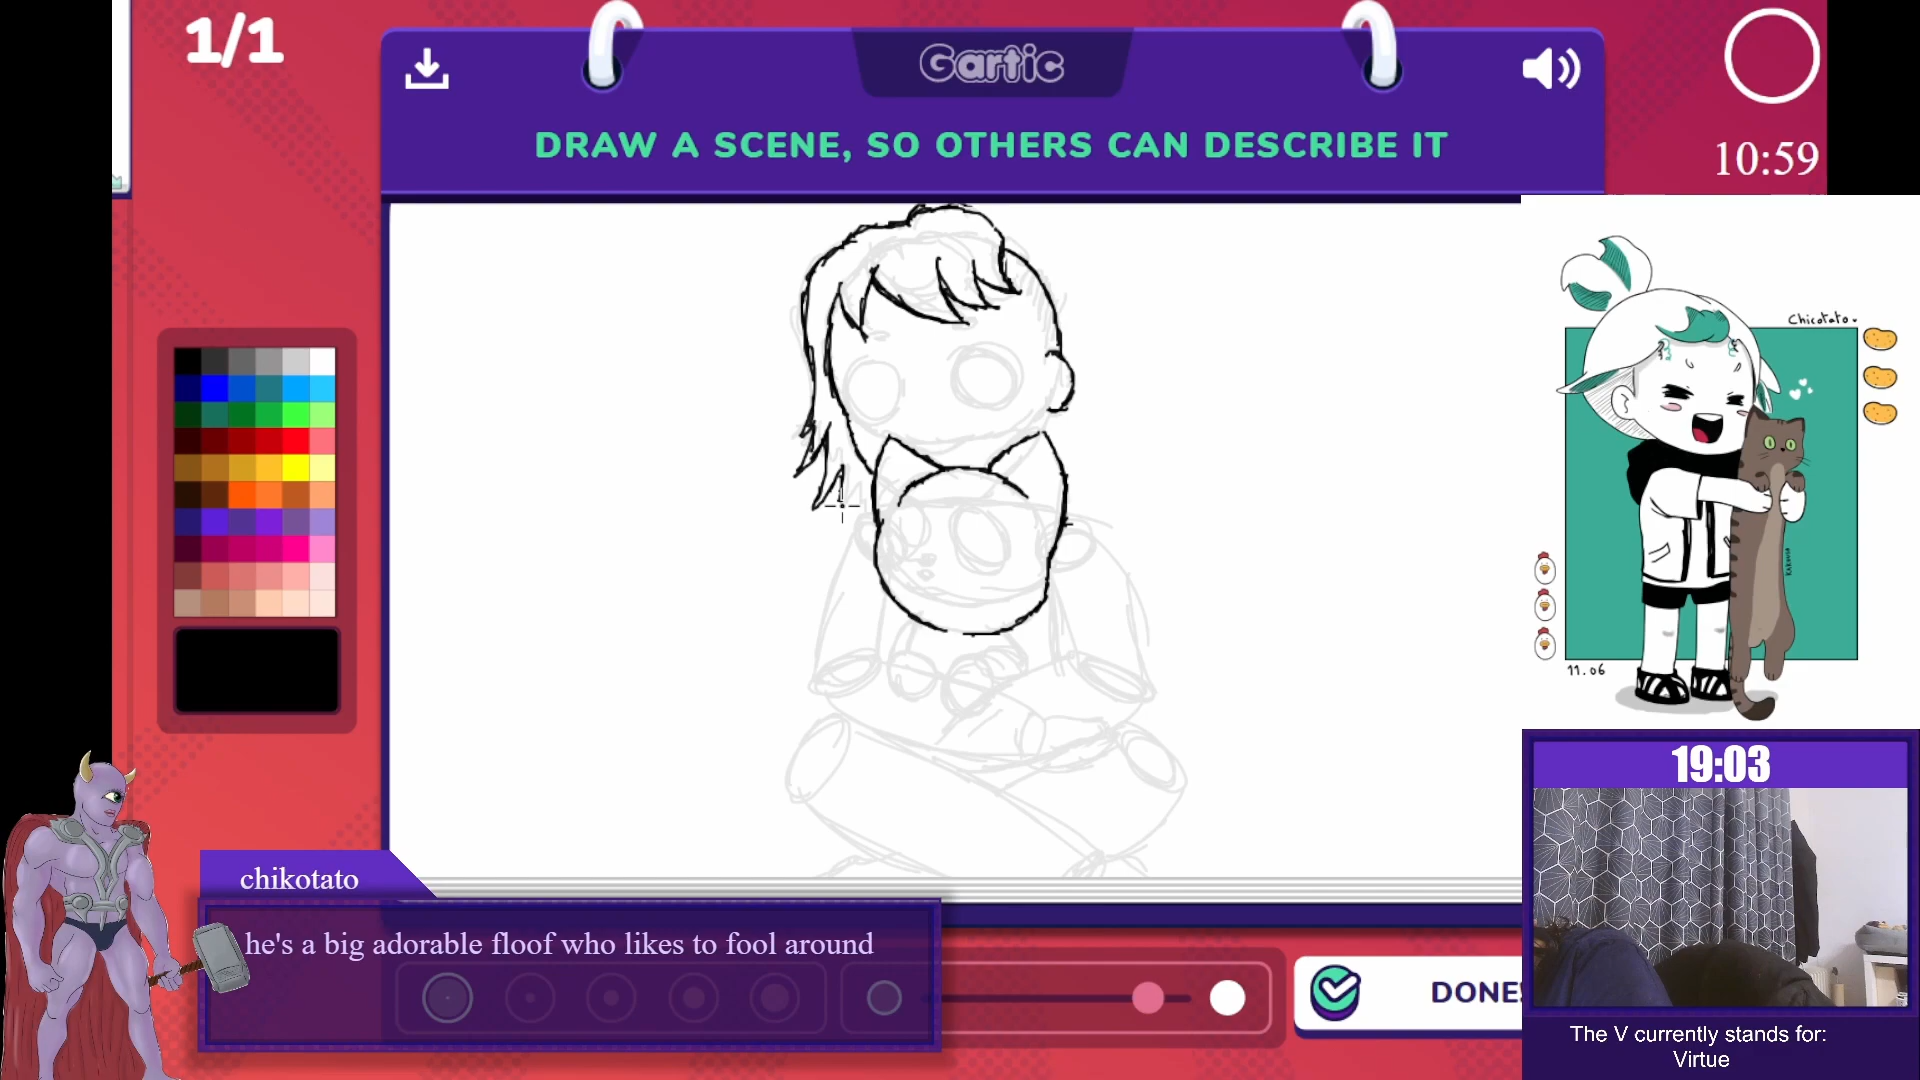 1/1
Gartic
DRAW A SCENE, SO OTHERS CAN DESCRIBE IT
10:59
Chicotato.
11.06
19:03
chikotato
he's a big adorable floof who likes to fool around
DONE!
The V currently stands for:
Virtue